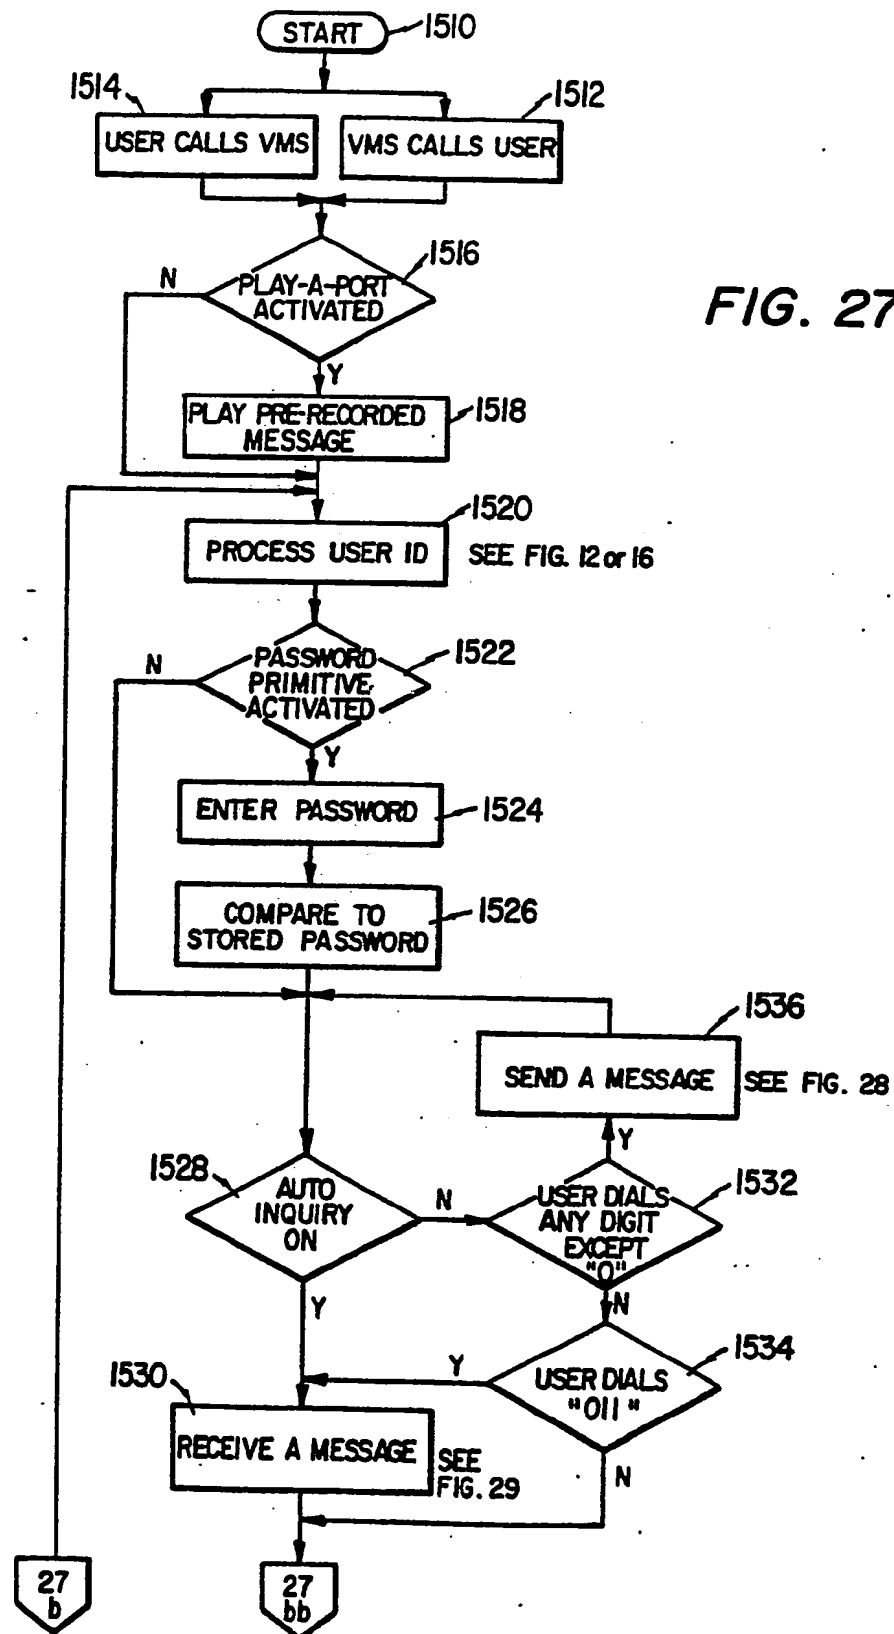 START
1510
1514
1512
USER CALLS VMS
VMS CALLS USER
1516
N
PLAY-A-PORT
ACTIVATED
FIG. 27
Y
PLAY PRE-RECORDED
MESSAGE
1518
1520
PROCESS USER ID
SEE FIG. 12 or 16
N
PASSWORD
PRIMITIVE
ACTIVATED
1522
Y
ENTER PASSWORD
1524
COMPARE TO
STORED PASSWORD
1526
1536
SEND A MESSAGE
SEE FIG. 28
Y
1528
AUTO
INQUIRY
ON
N
USER DIALS
ANY DIGIT
EXCEPT
"0"
1532
Y
N
1534
Y
USER DIALS
"011"
1530
RECEIVE A MESSAGE
SEE
FIG. 29
N
27
b
27
bb